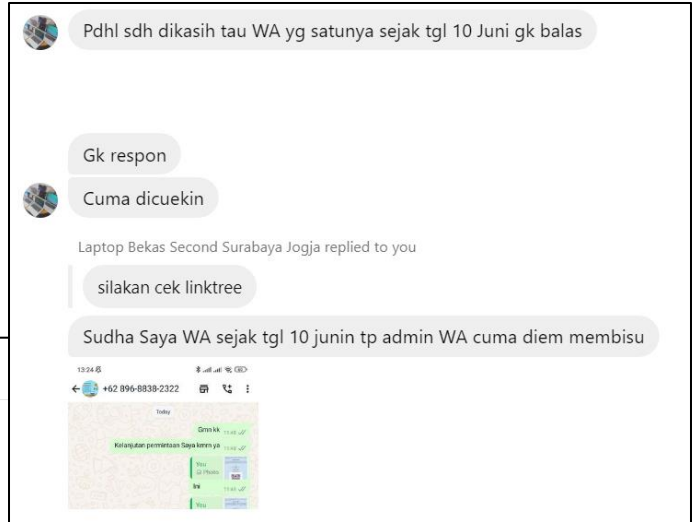 Pdhl sdh dikasih tau WA yg satunya sejak tgl 10 Juni gk balas
Gk respon
Cuma dicuekin
Laptop Bekas Second Surabaya Jogja replied to you
silakan cek linktree
Sudha Saya WA sejak tgl 10 junin tp admin WA cuma diem membisu
13:24
+62 896-8838-2322
Today
Gmn kk
Kelanjutan permintaan Saya kmrn ya
You
Photo
Ini
You